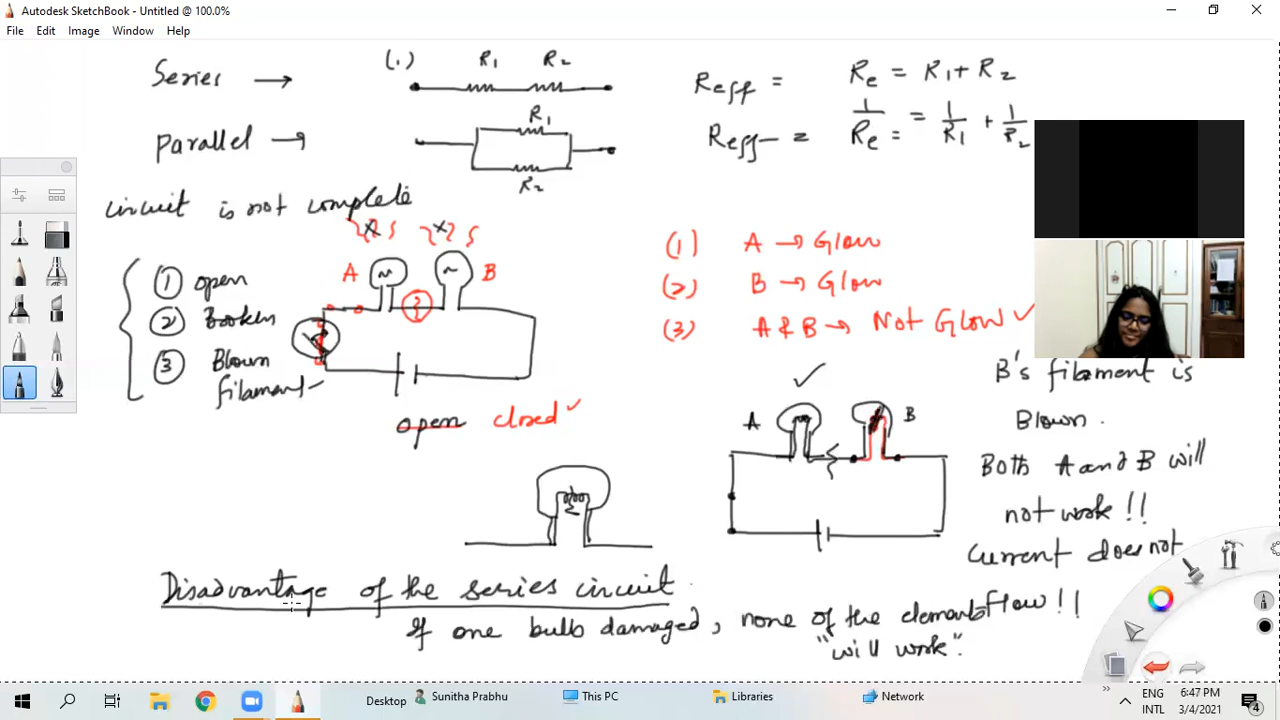 Autodesk SketchBook - Untitled @ 100.0%
File Edit Image Window Help
Series → (1.) R1 R2 Reff = Re = R1 + R2
Parallel → R1 R2 Reff = 1/Re = 1/R1 + 1/R2
circuit is not complete
(1) A → Glow
(2) B → Glow
(3) A & B → Not Glow ✓
A B
① open
② Booken
③ Blown
filament
open closed ✓
✓
A B
B's filament is
Blown.
Both A and B will
not work!!
Current does not
flow!!
Disadvantage of the series circuit
If one bulb damaged, none of the elements
"will work".
Desktop Sunitha Prabhu This PC Libraries Network
ENG
INTL
6:47 PM
3/4/2021
4